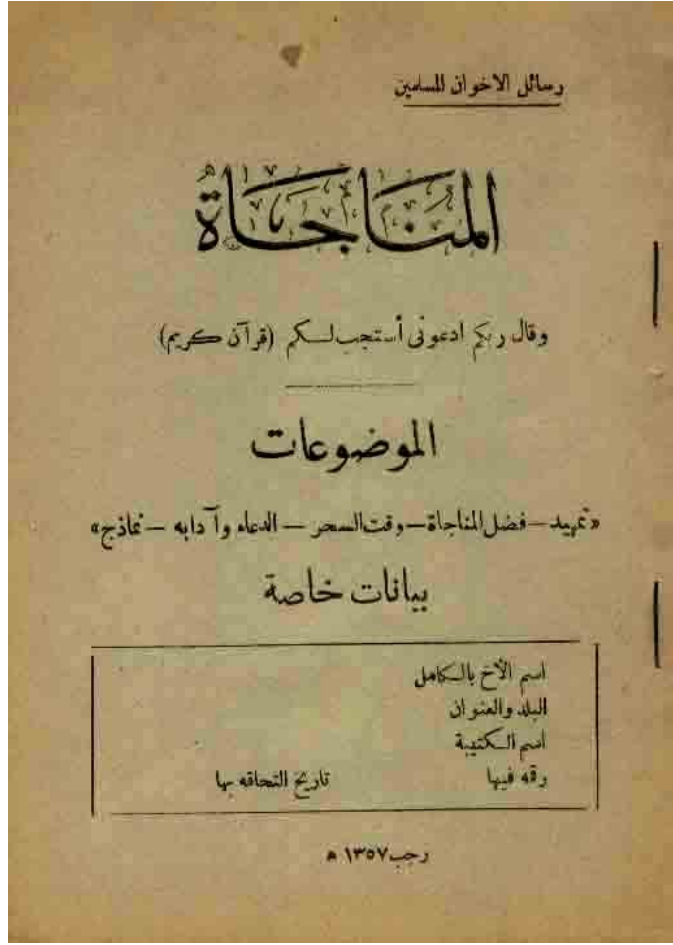 رسائل الاخوان المسلمين
المناجاة
وقال ربكم ادعونى أستجب لكم (قرآن كريم)
الموضوعات
«تمهيد – فضل المناجاة – وقت السحر – الدعاء وآدابه – نماذج»
بيانات خاصة
اسم الأخ بالكامل
البلد والعنوان
اسم الكتيبة
رقه فيها تاريخ التحاقه بها
رجب ١٣٥٧ ه